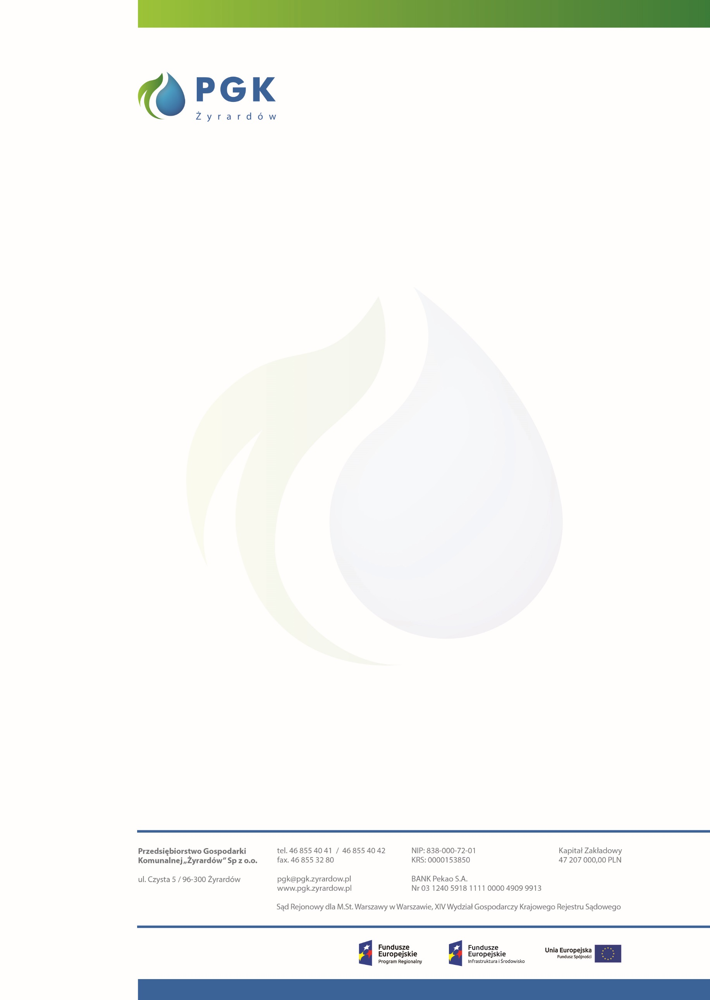 PGK
Żyrardów
Przedsiębiorstwo Gospodarki
Komunalnej „Żyrardów” Sp z o.o.
ul. Czysta 5 / 96-300 Żyrardów
tel. 46 855 40 41 / 46 855 40 42
fax. 46 855 32 80
pgk@pgk.zyrardow.pl
www.pgk.zyrardow.pl
NIP: 838-000-72-01
KRS: 0000153850
BANK Pekao S.A.
Nr 03 1240 5918 1111 0000 4909 9913
Kapitał Zakładowy
47 207 000,00 PLN
Sąd Rejonowy dla M.St. Warszawy w Warszawie, XIV Wydział Gospodarczy Krajowego Rejestru Sądowego
Fundusze
Europejskie
Program Regionalny
Fundusze
Europejskie
Infrastruktura i Środowisko
Unia Europejska
Fundusz Spójności